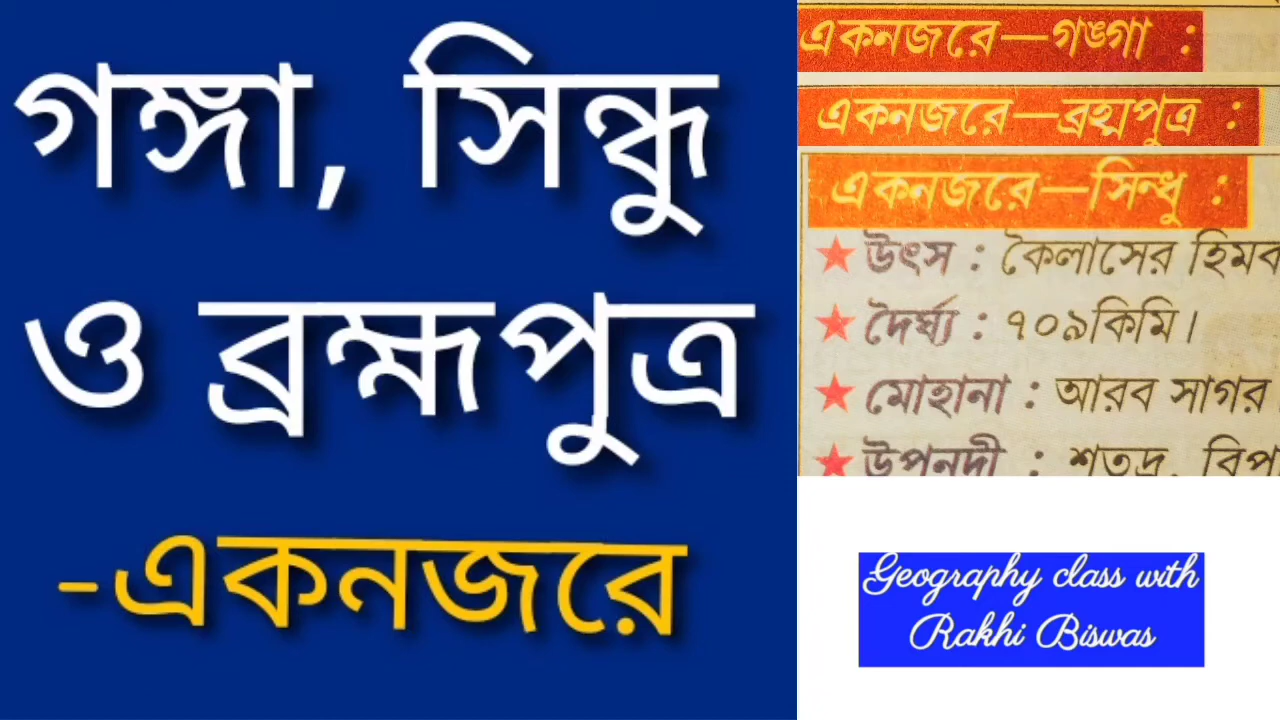 গঙ্গা, সিন্ধু
ও ব্রহ্মপুত্র
-একনজরে
একনজরে—গঙ্গা :
একনজরে—ব্রহ্মপুত্র :
একনজরে—সিন্ধু :
★ উৎস : কৈলাসের
★ দৈর্ঘ্য : ৭০৯কিমি।
★ মোহানা : আরব সাগর
★ উপনদী : শতদ্রু,
Geography class with
Rakhi Biswas